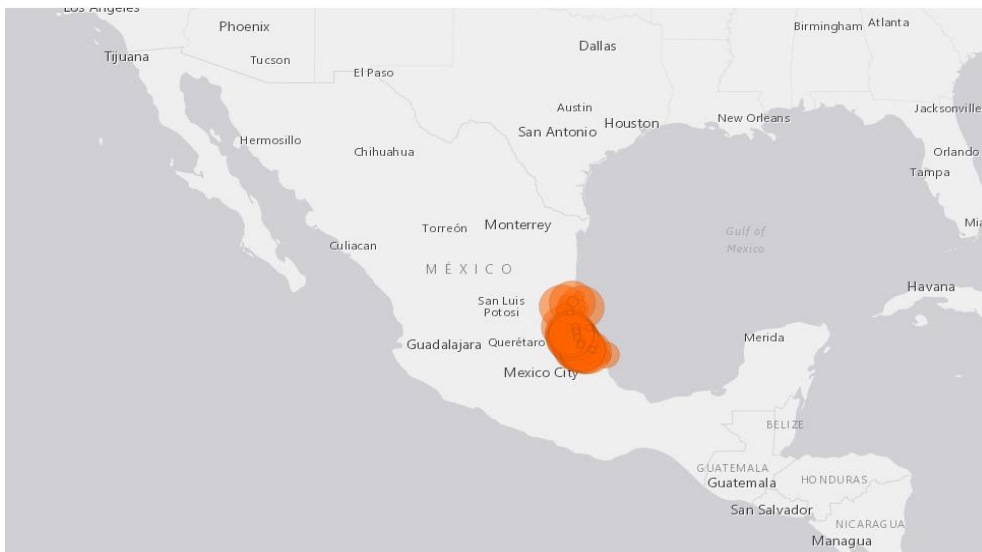 Los Angeles
Phoenix
Birmingham
Atlanta
Dallas
Tijuana
Tucson
El Paso
Austin
Jacksonville
San Antonio
Houston
New Orleans
Hermosillo
Chihuahua
Orlando
Tampa
Torreón
Monterrey
Gulf of
Mexico
Culiacan
MÉXICO
Havana
San Luis
Potosi
Guadalajara
Querétaro
Merida
Mexico City
BELIZE
GUATEMALA
Guatemala
HONDURAS
San Salvador
NICARAGUA
Managua